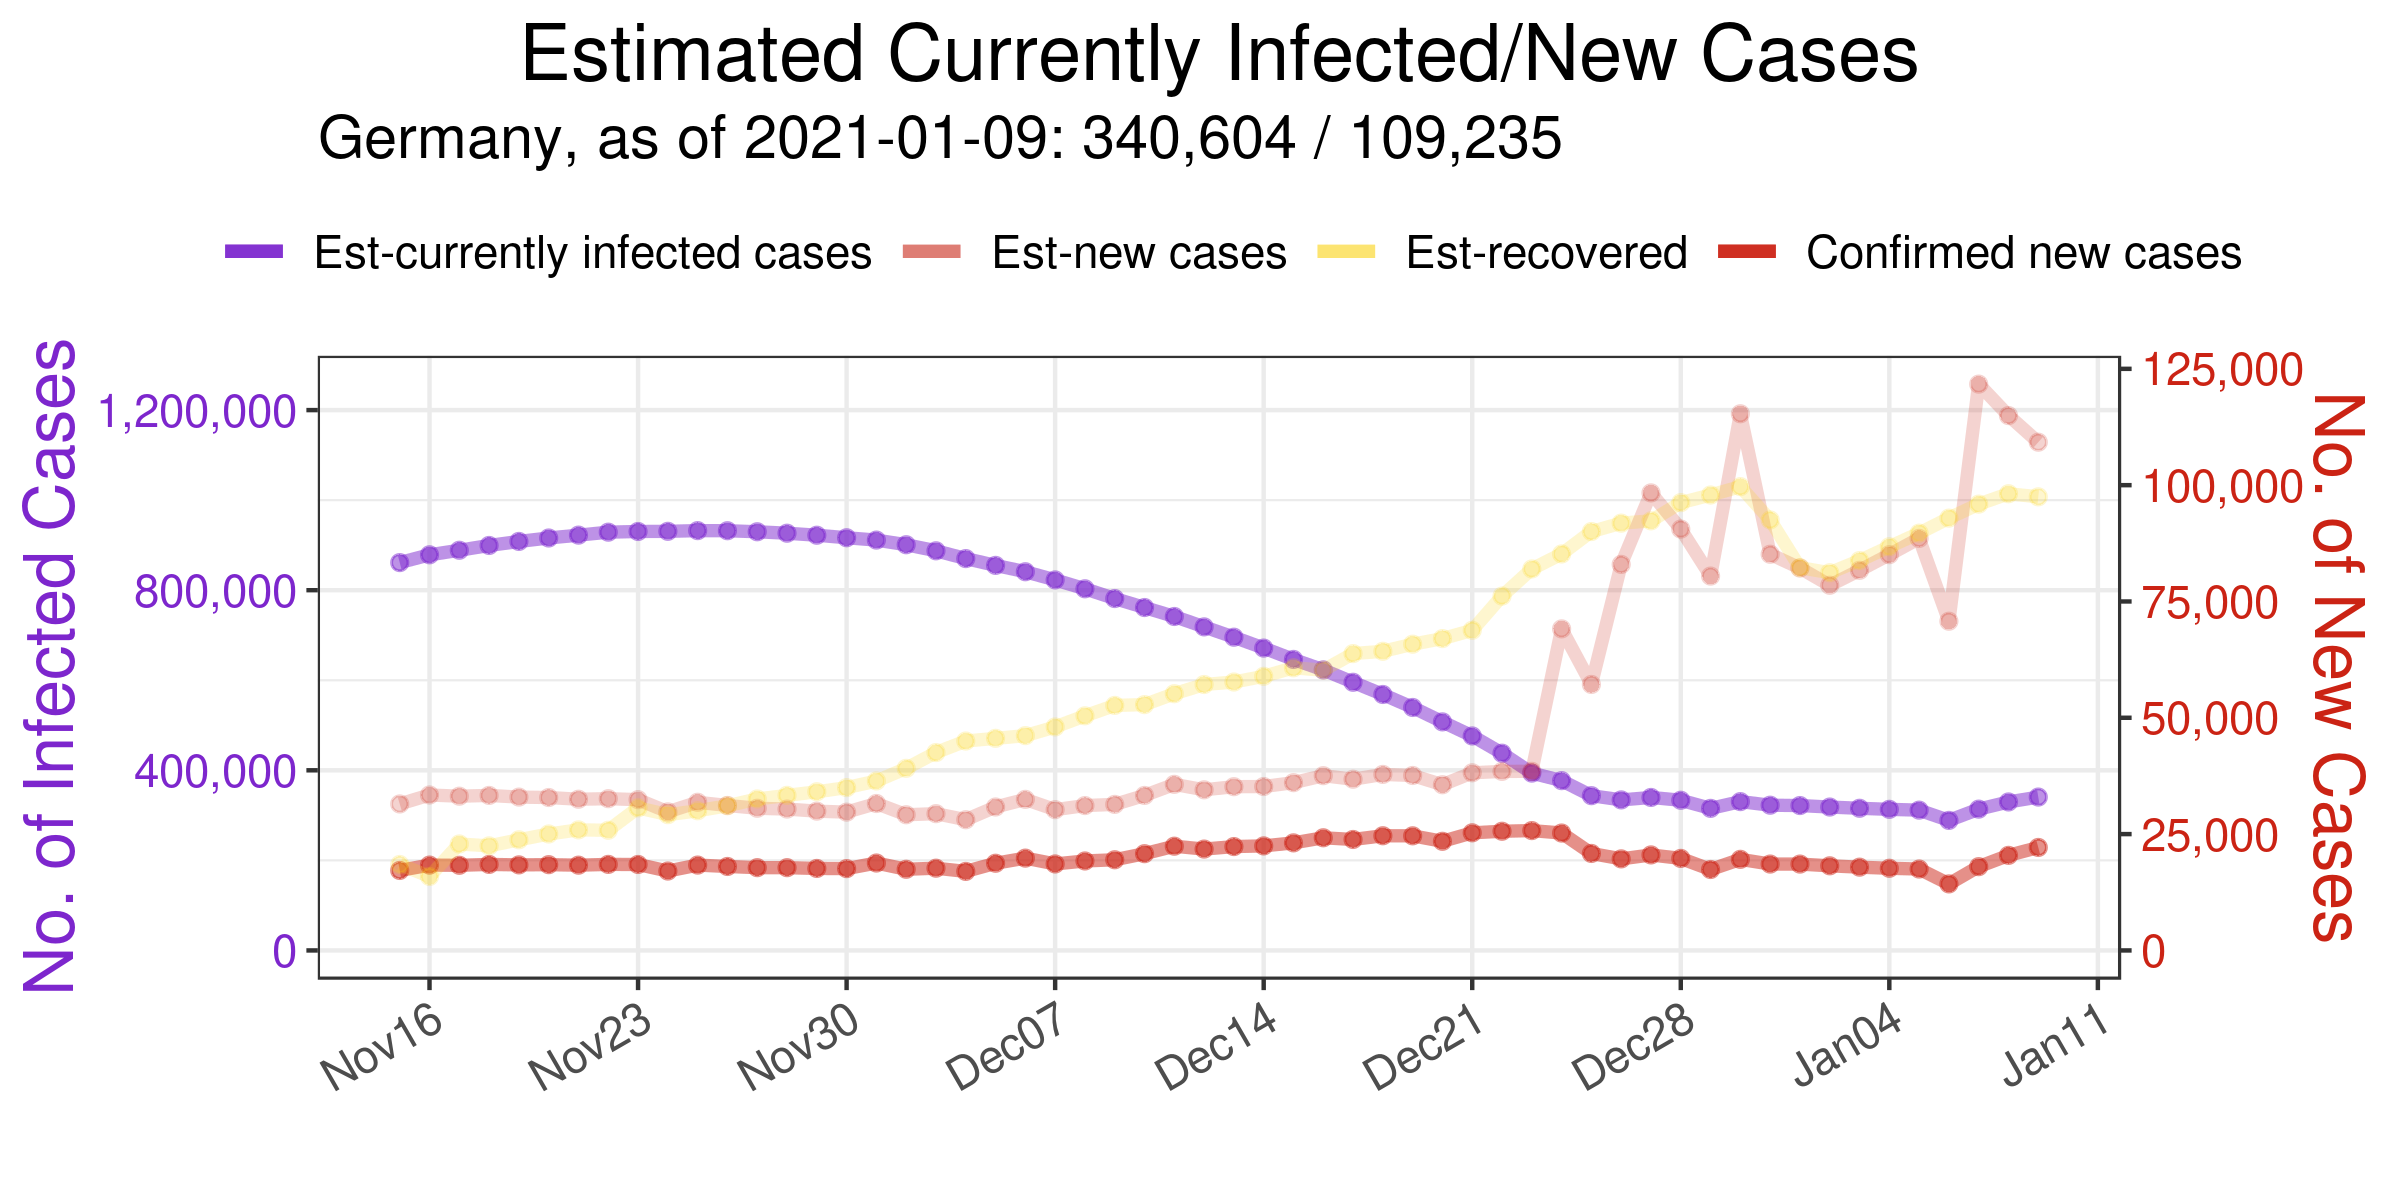 Estimated Currently Infected/New Cases
Germany, as of 2021-01-09: 340,604 / 109,235
Est-currently infected cases Est-new cases Est-recovered Confirmed new cases
No. of Infected Cases
1,200,000
800,000
400,000
0
125,000
100,000
75,000
50,000
25,000
0
No. of New Cases
Nov16 Nov23 Nov30 Dec07 Dec14 Dec21 Dec28 Jan04 Jan11